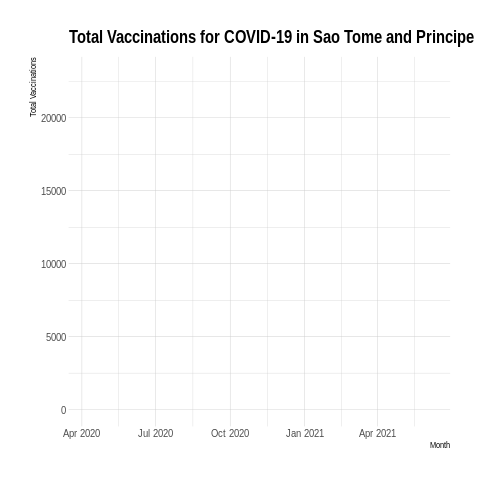 Total Vaccinations for COVID-19 in Sao Tome and Principe
Total Vaccinations
20000
15000
10000
5000
0
Apr 2020 Jul 2020 Oct 2020 Jan 2021 Apr 2021
Month